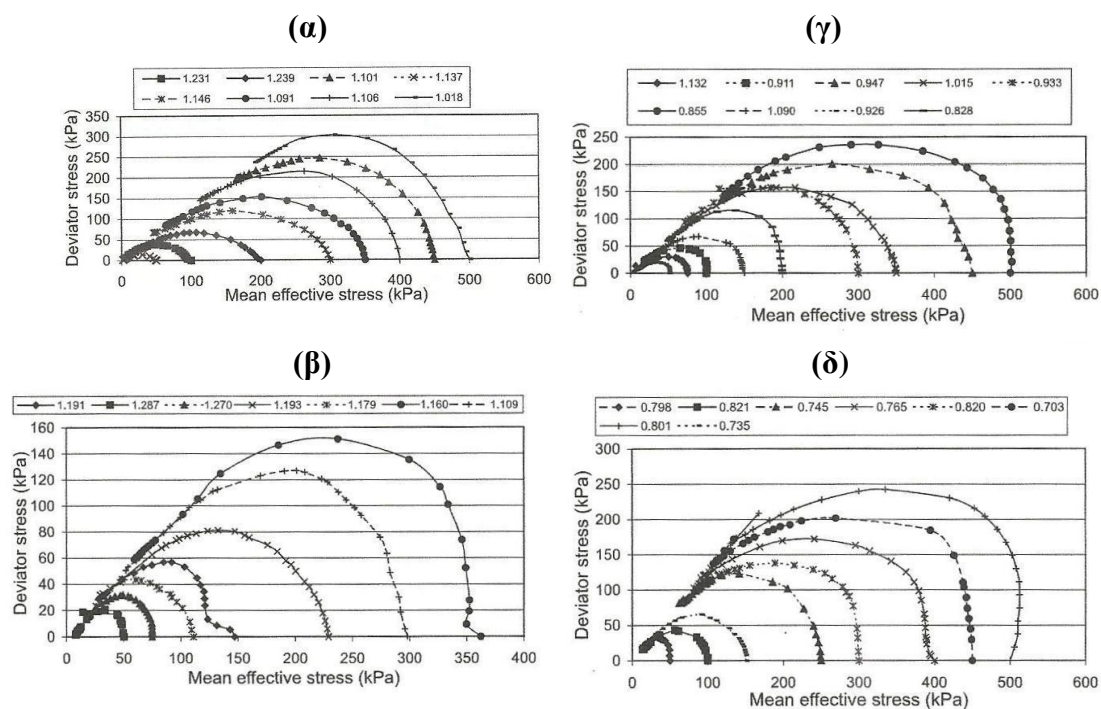 (α)
1.231 1.239 1.101 1.137
1.146 1.091 1.106 1.018
Deviator stress (kPa)
350
300
250
200
150
100
50
0
0 100 200 300 400 500 600
Mean effective stress (kPa)
(γ)
1.132 0.911 0.947 1.015 0.933
0.855 1.090 0.926 0.828
Deviator stress (kPa)
250
200
150
100
50
0
0 100 200 300 400 500 600
Mean effective stress (kPa)
(β)
1.191 1.287 1.270 1.193 1.179 1.160 1.109
Deviator stress (kPa)
160
140
120
100
80
60
40
20
0
0 50 100 150 200 250 300 350 400
Mean effective stress (kPa)
(δ)
0.798 0.821 0.745 0.765 0.820 0.703
0.801 0.735
Deviator stress (kPa)
300
250
200
150
100
50
0
0 100 200 300 400 500 600
Mean effective stress (kPa)